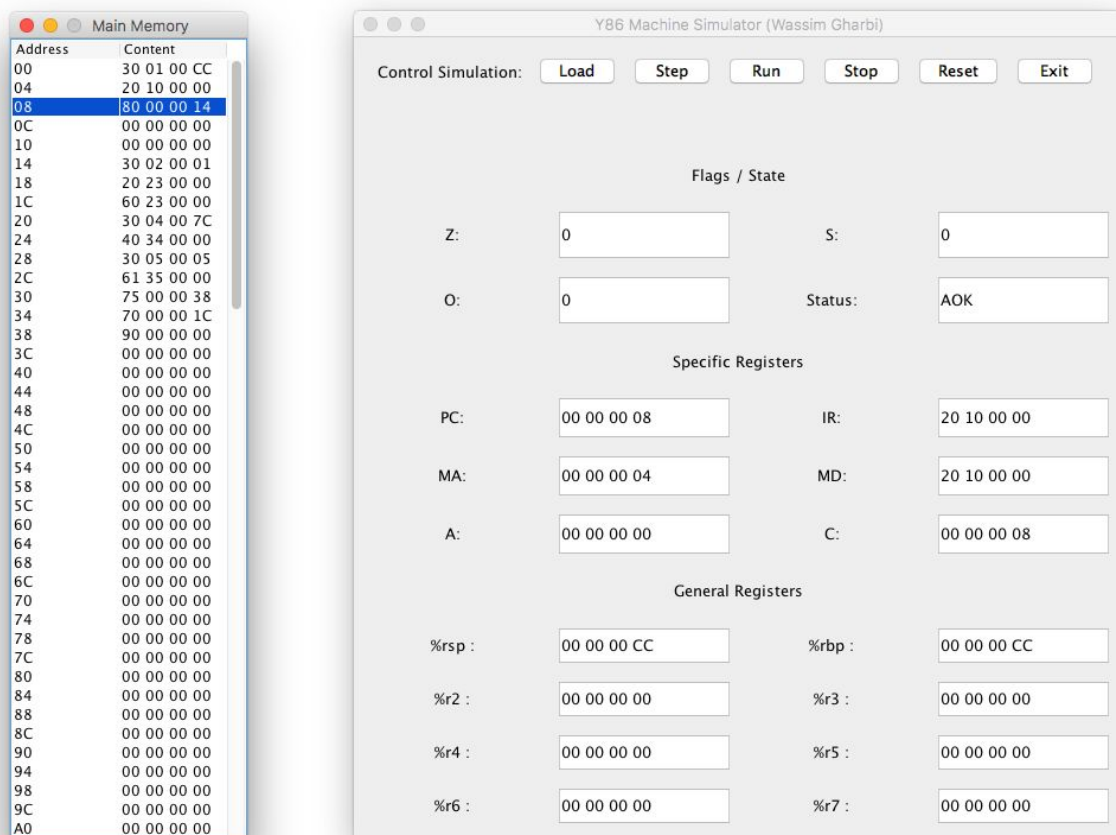 Main Memory
Address Content
00 30 01 00 CC
04 20 10 00 00
08 80 00 00 14
0C 00 00 00 00
10 00 00 00 00
14 30 02 00 01
18 20 23 00 00
1C 60 23 00 00
20 30 04 00 7C
24 40 34 00 00
28 30 05 00 05
2C 61 35 00 00
30 75 00 00 38
34 70 00 00 1C
38 90 00 00 00
3C 00 00 00 00
40 00 00 00 00
44 00 00 00 00
48 00 00 00 00
4C 00 00 00 00
50 00 00 00 00
54 00 00 00 00
58 00 00 00 00
5C 00 00 00 00
60 00 00 00 00
64 00 00 00 00
68 00 00 00 00
6C 00 00 00 00
70 00 00 00 00
74 00 00 00 00
78 00 00 00 00
7C 00 00 00 00
80 00 00 00 00
84 00 00 00 00
88 00 00 00 00
8C 00 00 00 00
90 00 00 00 00
94 00 00 00 00
98 00 00 00 00
9C 00 00 00 00
A0 00 00 00 00
Y86 Machine Simulator (Wassim Gharbi)
Control Simulation: Load Step Run Stop Reset Exit
Flags / State
Z: 0 S: 0
O: 0 Status: AOK
Specific Registers
PC: 00 00 00 08 IR: 20 10 00 00
MA: 00 00 00 04 MD: 20 10 00 00
A: 00 00 00 00 C: 00 00 00 08
General Registers
%rsp : 00 00 00 CC %rbp : 00 00 00 CC
%r2 : 00 00 00 00 %r3 : 00 00 00 00
%r4 : 00 00 00 00 %r5 : 00 00 00 00
%r6 : 00 00 00 00 %r7 : 00 00 00 00